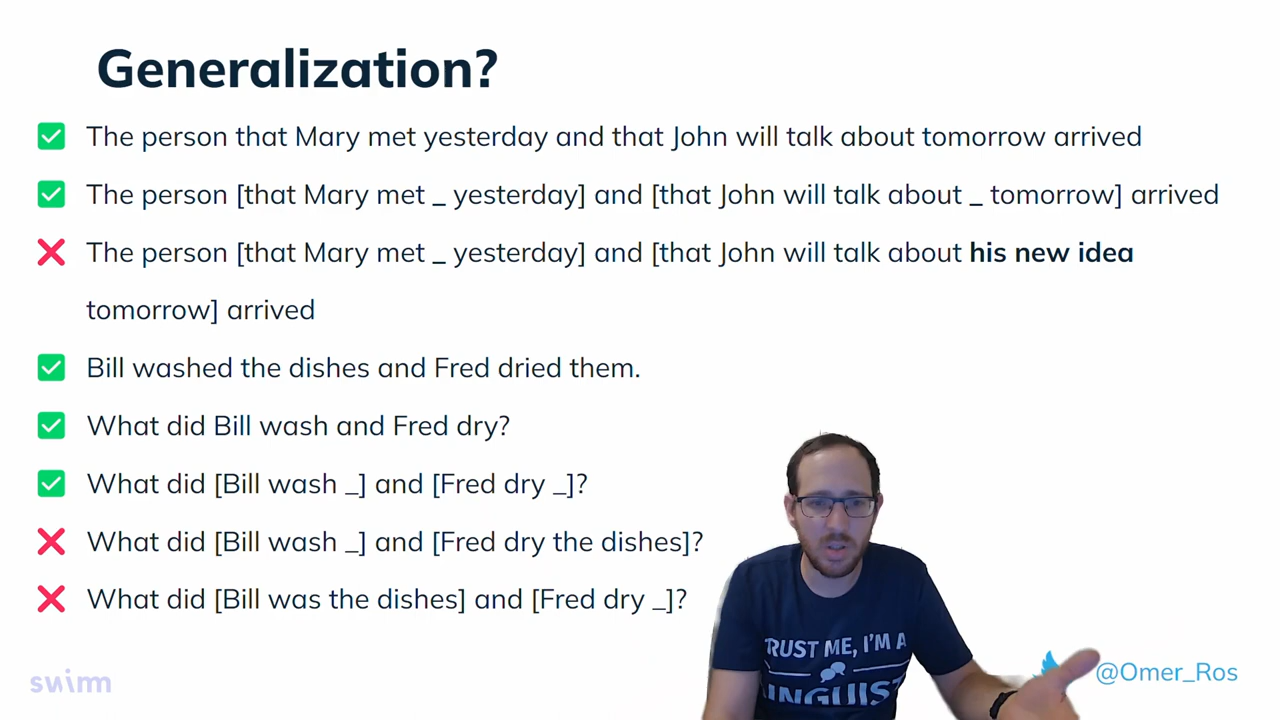 Generalization?
The person that Mary met yesterday and that John will talk about tomorrow arrived
The person [that Mary met _ yesterday] and [that John will talk about _ tomorrow] arrived
The person [that Mary met _ yesterday] and [that John will talk about his new idea
tomorrow] arrived
Bill washed the dishes and Fred dried them.
What did Bill wash and Fred dry?
What did [Bill wash _] and [Fred dry _]?
What did [Bill wash _] and [Fred dry the dishes]?
What did [Bill was the dishes] and [Fred dry _]?
TRUST ME, I'M A
LINGUIST
swimm
@Omer_Ros